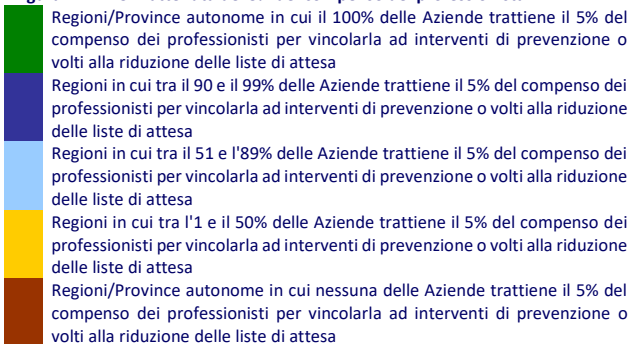 Regioni/Province autonome in cui il 100% delle Aziende trattiene il 5% del
compenso dei professionisti per vincolarla ad interventi di prevenzione o
volti alla riduzione delle liste di attesa
Regioni in cui tra il 90 e il 99% delle Aziende trattiene il 5% del compenso dei
professionisti per vincolarla ad interventi di prevenzione o volti alla riduzione
delle liste di attesa
Regioni in cui tra il 51 e l'89% delle Aziende trattiene il 5% del compenso dei
professionisti per vincolarla ad interventi di prevenzione o volti alla riduzione
delle liste di attesa
Regioni in cui tra l'1 e il 50% delle Aziende trattiene il 5% del compenso dei
professionisti per vincolarla ad interventi di prevenzione o volti alla riduzione
delle liste di attesa
Regioni/Province autonome in cui nessuna delle Aziende trattiene il 5% del
compenso dei professionisti per vincolarla ad interventi di prevenzione o
volti alla riduzione delle liste di attesa